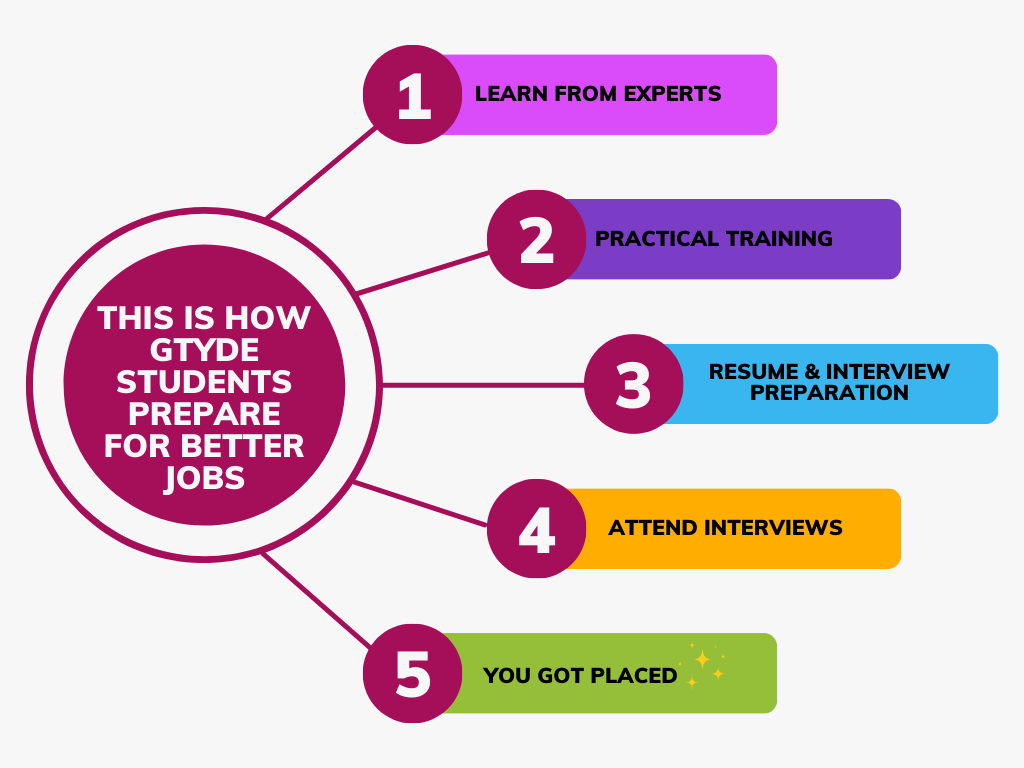 THIS IS HOW
GTYDE
STUDENTS
PREPARE
FOR BETTER
JOBS
1
LEARN FROM EXPERTS
2
PRACTICAL TRAINING
3
RESUME & INTERVIEW
PREPARATION
4
ATTEND INTERVIEWS
5
YOU GOT PLACED